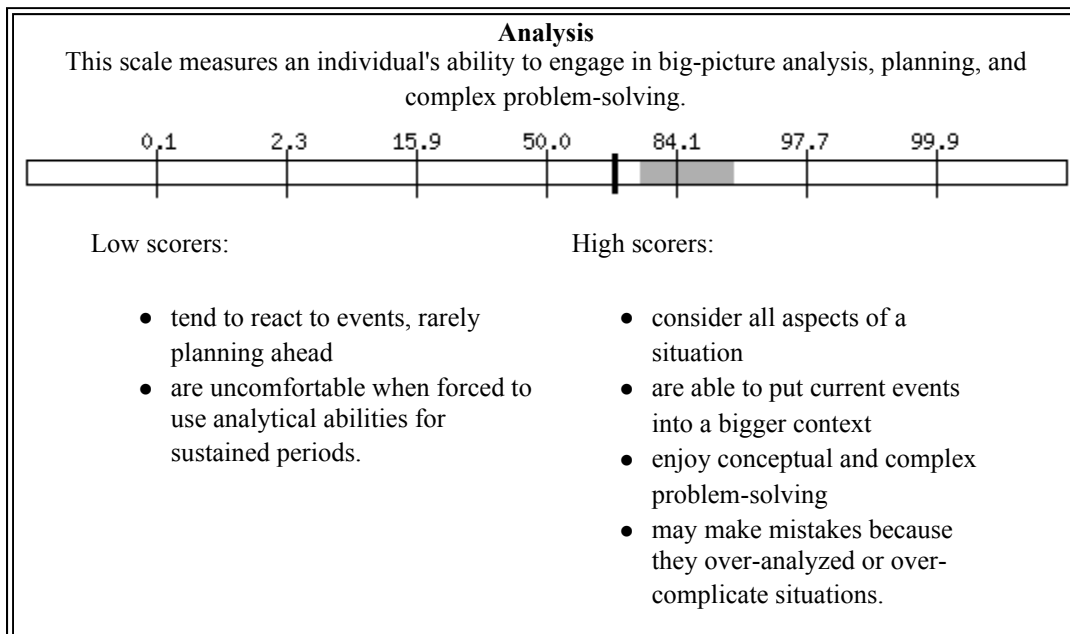 Analysis
This scale measures an individual's ability to engage in big-picture analysis, planning, and
complex problem-solving.
0.1 2.3 15.9 50.0 84.1 97.7 99.9
Low scorers:
● tend to react to events, rarely
planning ahead
● are uncomfortable when forced to
use analytical abilities for
sustained periods.
High scorers:
● consider all aspects of a
situation
● are able to put current events
into a bigger context
● enjoy conceptual and complex
problem-solving
● may make mistakes because
they over-analyzed or over-
complicate situations.